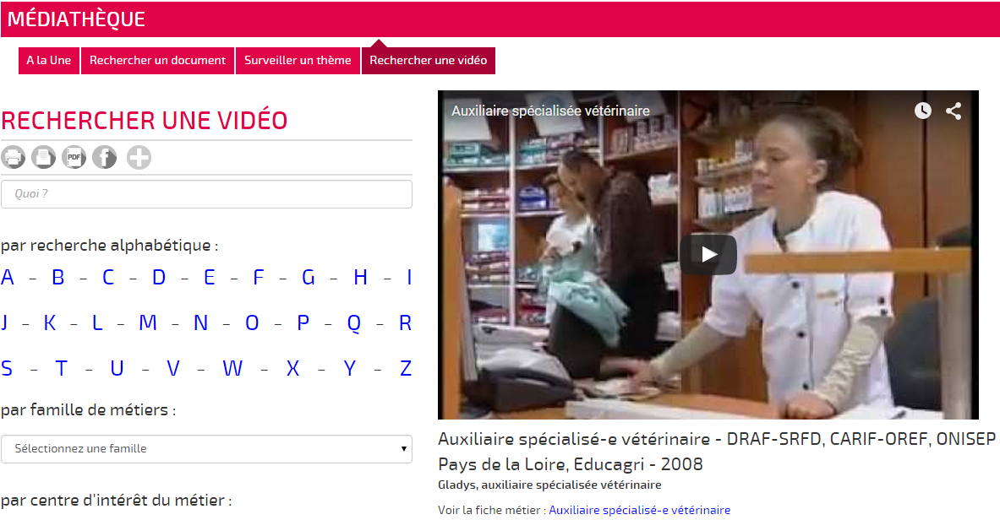 MÉDIATHÈQUE
A la Une
Rechercher un document
Surveiller un thème
Rechercher une vidéo
RECHERCHER UNE VIDÉO
PDF
f
Quoi ?
par recherche alphabétique :
A - B - C - D - E - F - G - H - I
J - K - L - M - N - O - P - Q - R
S - T - U - V - W - X - Y - Z
par famille de métiers :
Sélectionnez une famille
par centre d'intérêt du métier :
Auxiliaire spécialisée vétérinaire
Auxiliaire spécialisé-e vétérinaire - DRAF-SRFD, CARIF-OREF, ONISEP
Pays de la Loire, Educagri - 2008
Gladys, auxiliaire spécialisée vétérinaire
Voir la fiche métier : Auxiliaire spécialisé-e vétérinaire